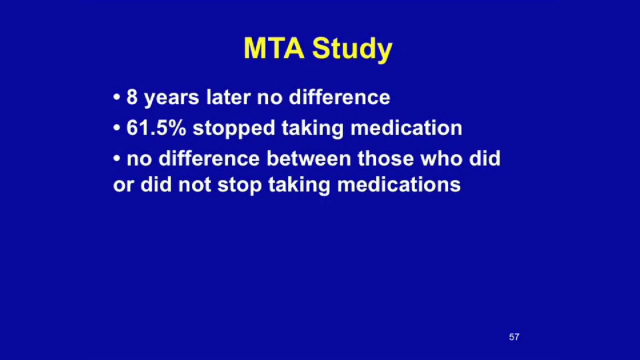 MTA Study
• 8 years later no difference
• 61.5% stopped taking medication
• no difference between those who did
or did not stop taking medications
57